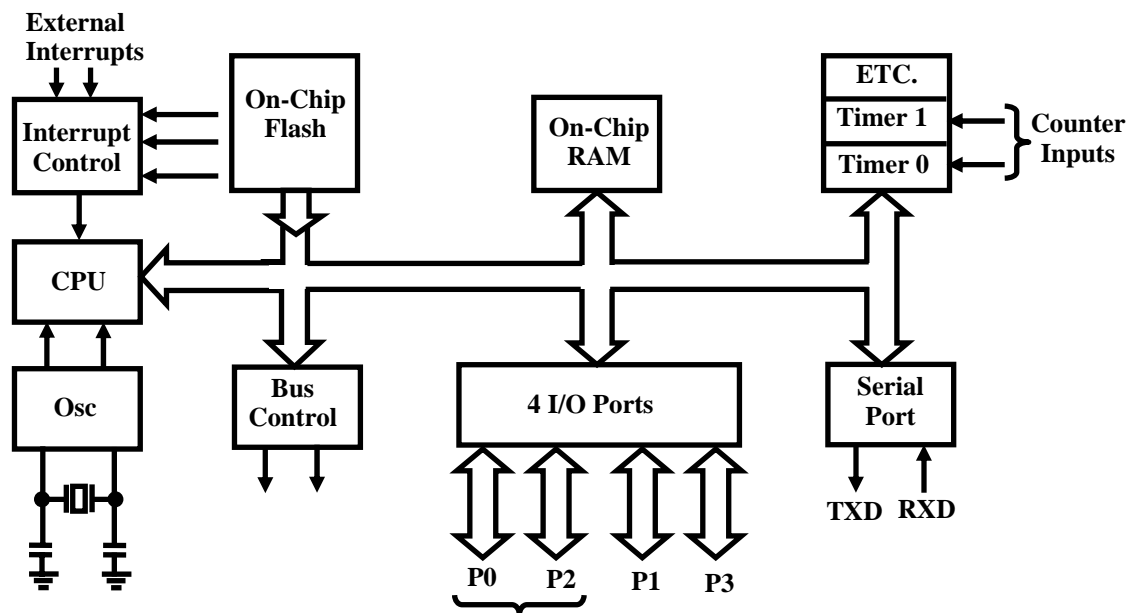 External
Interrupts
Interrupt
Control
On-Chip
Flash
On-Chip
RAM
ETC.
Timer 1
Timer 0
Counter
Inputs
CPU
Osc
Bus
Control
4 I/O Ports
Serial
Port
TXD RXD
P0 P2 P1 P3